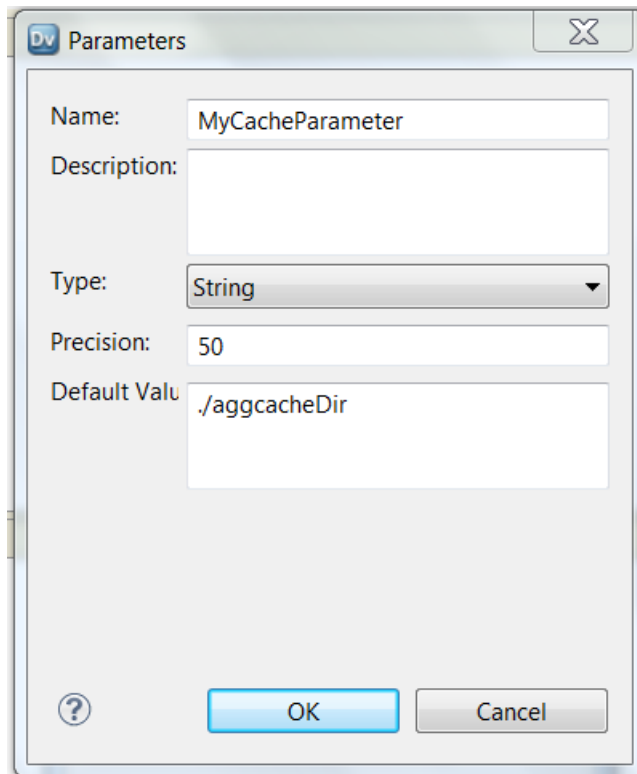 Dv Parameters
Name: MyCacheParameter
Description:
Type: String
Precision: 50
Default Valu ./aggcacheDir
? OK Cancel